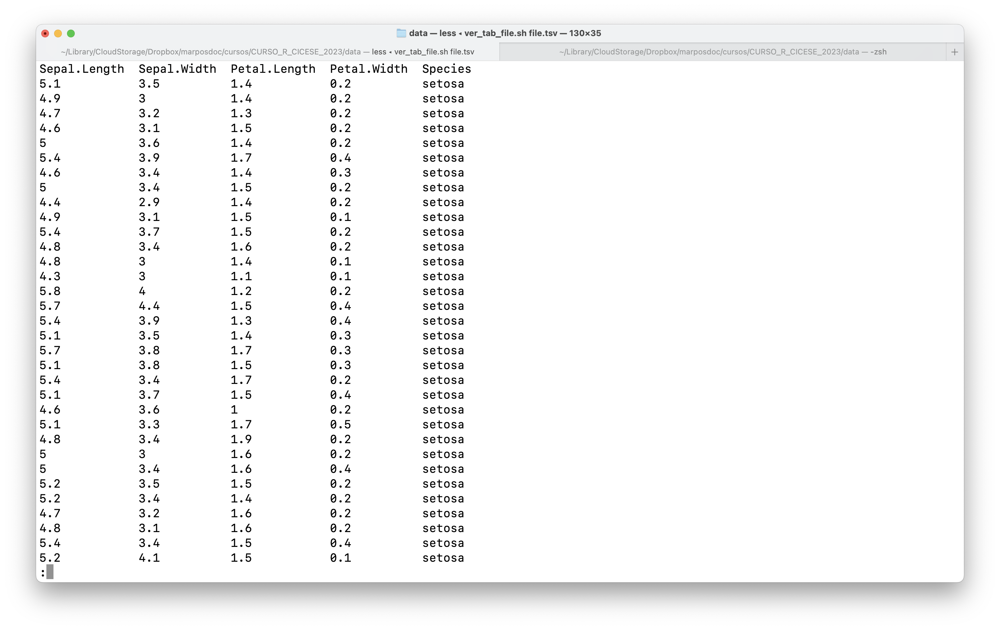 data — less ◂ ver_tab_file.sh file.tsv — 130×35
~/Library/CloudStorage/Dropbox/marposdoc/cursos/CURSO_R_CICESE_2023/data — less ◂ ver_tab_file.sh file.tsv
~/Library/CloudStorage/Dropbox/marposdoc/cursos/CURSO_R_CICESE_2023/data — -zsh
Sepal.Length Sepal.Width Petal.Length Petal.Width Species
5.1 3.5 1.4 0.2 setosa
4.9 3 1.4 0.2 setosa
4.7 3.2 1.3 0.2 setosa
4.6 3.1 1.5 0.2 setosa
5 3.6 1.4 0.2 setosa
5.4 3.9 1.7 0.4 setosa
4.6 3.4 1.4 0.3 setosa
5 3.4 1.5 0.2 setosa
4.4 2.9 1.4 0.2 setosa
4.9 3.1 1.5 0.1 setosa
5.4 3.7 1.5 0.2 setosa
4.8 3.4 1.6 0.2 setosa
4.8 3 1.4 0.1 setosa
4.3 3 1.1 0.1 setosa
5.8 4 1.2 0.2 setosa
5.7 4.4 1.5 0.4 setosa
5.4 3.9 1.3 0.4 setosa
5.1 3.5 1.4 0.3 setosa
5.7 3.8 1.7 0.3 setosa
5.1 3.8 1.5 0.3 setosa
5.4 3.4 1.7 0.2 setosa
5.1 3.7 1.5 0.4 setosa
4.6 3.6 1 0.2 setosa
5.1 3.3 1.7 0.5 setosa
4.8 3.4 1.9 0.2 setosa
5 3 1.6 0.2 setosa
5 3.4 1.6 0.4 setosa
5.2 3.5 1.5 0.2 setosa
5.2 3.4 1.4 0.2 setosa
4.7 3.2 1.6 0.2 setosa
4.8 3.1 1.6 0.2 setosa
5.4 3.4 1.5 0.4 setosa
5.2 4.1 1.5 0.1 setosa
: